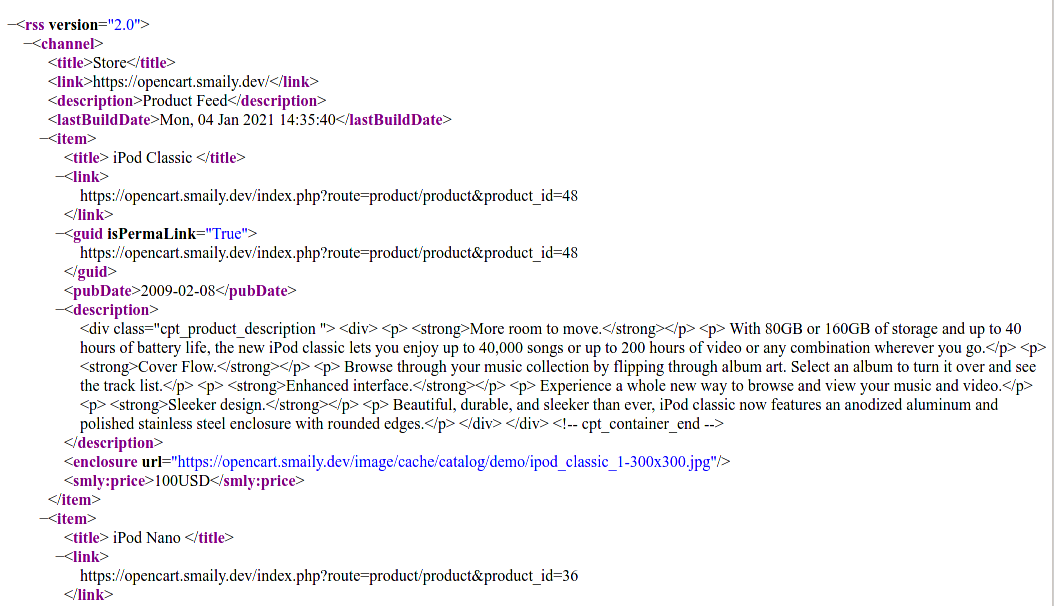 —<rss version="2.0">
—<channel>
<title>Store</title>
<link>https://opencart.smaily.dev/</link>
<description>Product Feed</description>
<lastBuildDate>Mon, 04 Jan 2021 14:35:40</lastBuildDate>
—<item>
<title> iPod Classic </title>
—<link>
https://opencart.smaily.dev/index.php?route=product/product&product_id=48
</link>
—<guid isPermaLink="True">
https://opencart.smaily.dev/index.php?route=product/product&product_id=48
</guid>
<pubDate>2009-02-08</pubDate>
—<description>
<div class="cpt_product_description "> <div> <p> <strong>More room to move.</strong></p> <p> With 80GB or 160GB of storage and up to 40
hours of battery life, the new iPod classic lets you enjoy up to 40,000 songs or up to 200 hours of video or any combination wherever you go.</p> <p>
<strong>Cover Flow.</strong></p> <p> Browse through your music collection by flipping through album art. Select an album to turn it over and see
the track list.</p> <p> <strong>Enhanced interface.</strong></p> <p> Experience a whole new way to browse and view your music and video.</p>
<p> <strong>Sleeker design.</strong></p> <p> Beautiful, durable, and sleeker than ever, iPod classic now features an anodized aluminum and
polished stainless steel enclosure with rounded edges.</p> </div> </div> <!-- cpt_container_end -->
</description>
<enclosure url="https://opencart.smaily.dev/image/cache/catalog/demo/ipod_classic_1-300x300.jpg"/>
<smly:price>100USD</smly:price>
</item>
—<item>
<title> iPod Nano </title>
—<link>
https://opencart.smaily.dev/index.php?route=product/product&product_id=36
</link>